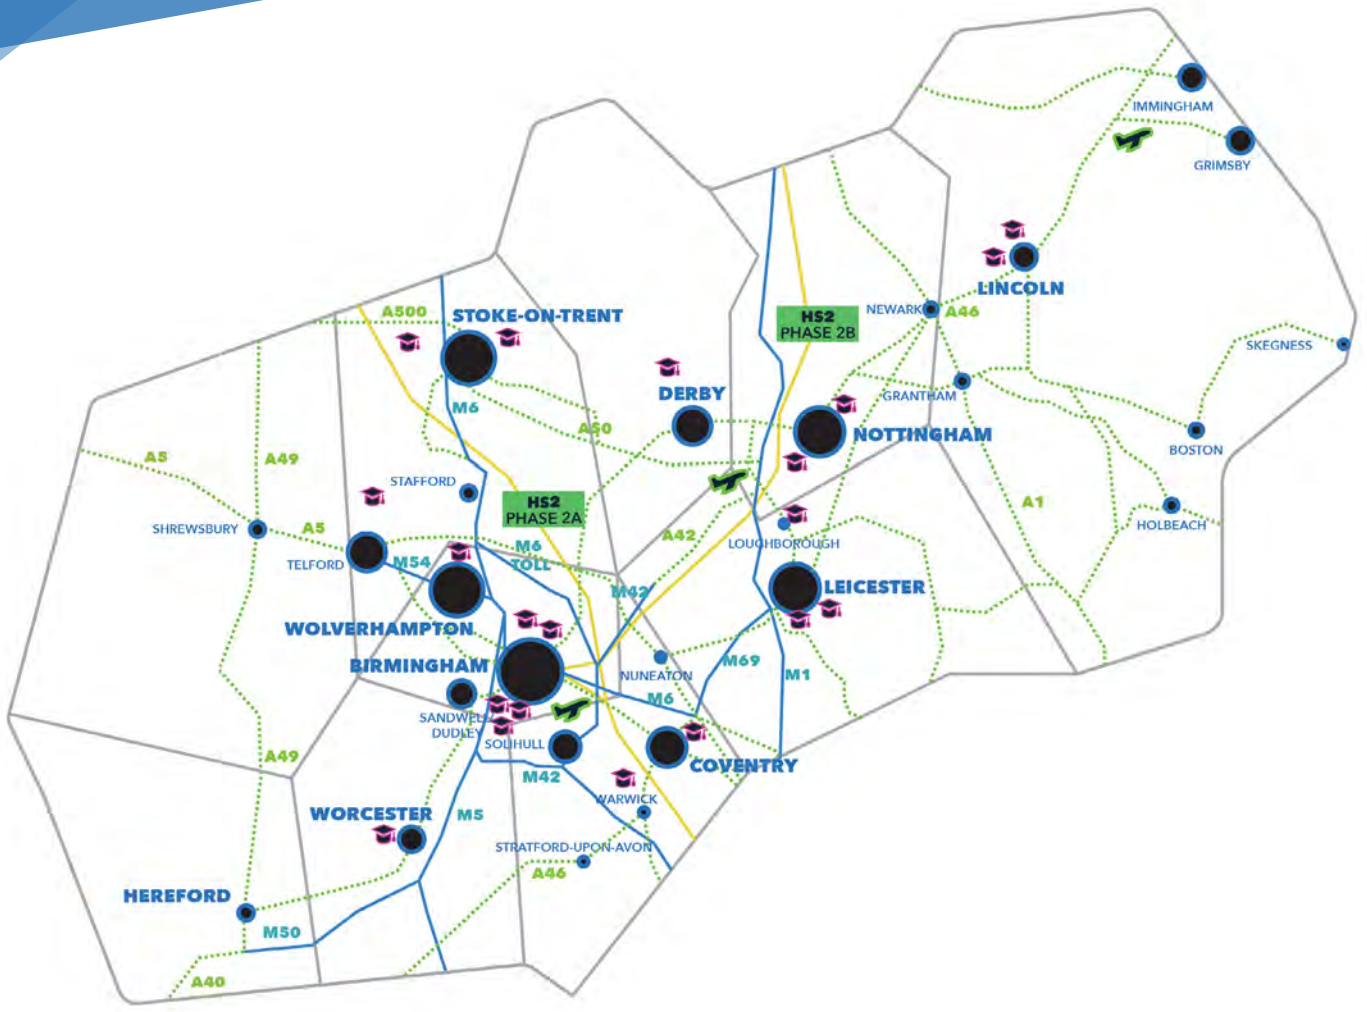 IMMINGHAM
GRIMSBY
LINCOLN
A500
STOKE-ON-TRENT
HS2
PHASE 2B
NEWARK
A46
SKEGNESS
DERBY
GRANTHAM
M6
A50
NOTTINGHAM
BOSTON
A5
A49
STAFFORD
HS2
PHASE 2A
A1
SHREWSBURY
A5
HOLBEACH
A42
LOUGHBOROUGH
TELFORD
M54
M6
TOLL
M42
LEICESTER
WOLVERHAMPTON
BIRMINGHAM
NUNEATON
M69
M1
M6
SANDWELL/
DUDLEY
SOLIHULL
A49
M42
COVENTRY
WARWICK
WORCESTER
M5
STRATFORD-UPON-AVON
A46
HEREFORD
M50
A40